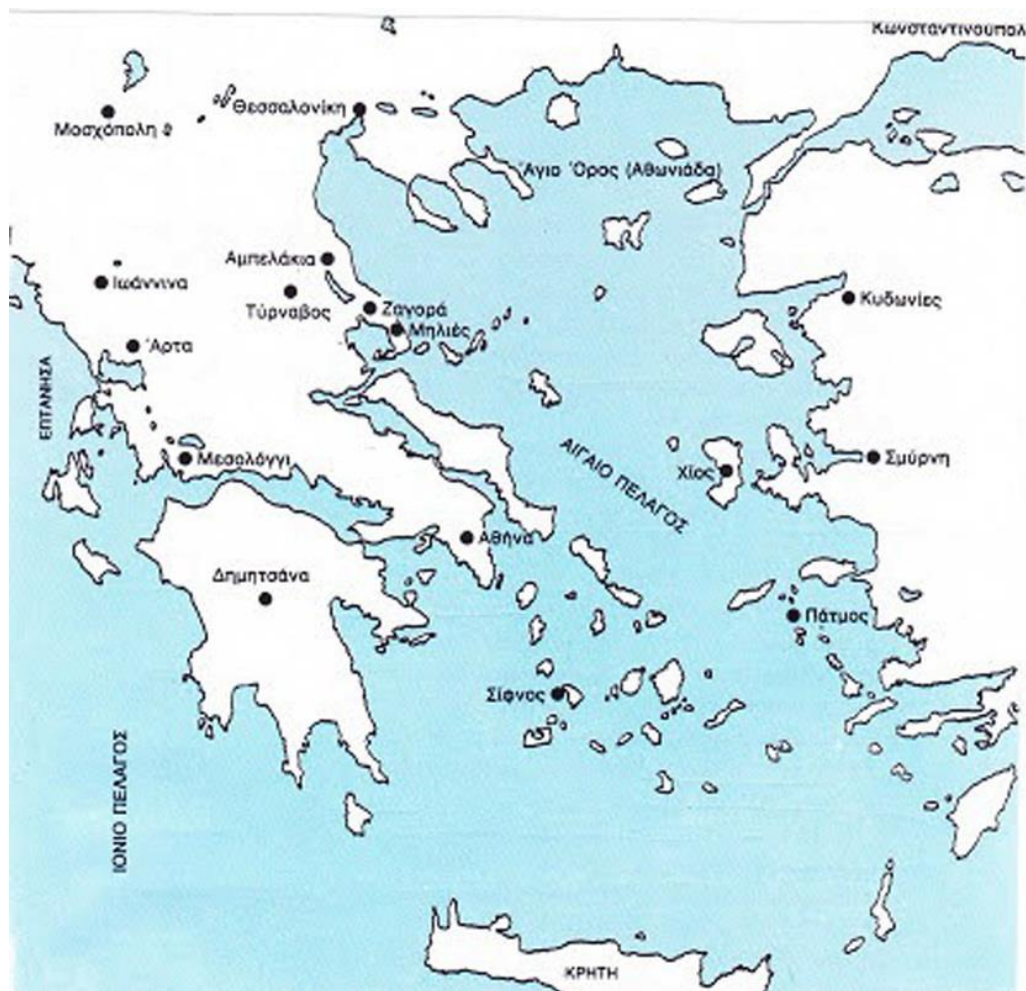 Κωνσταντινούπολ
Θεσσαλονίκη
Μοσχόπολη
Άγιο Όρος (Αθωνιάδα)
Αμπελάκια
Ιωάννινα
Τύρναβος
Ζαγορά
Κυδωνίες
Μηλιές
Άρτα
ΕΠΤΑΝΗΣΑ
ΑΙΓΑΙΟ ΠΕΛΑΓΟΣ
Μεσολόγγι
Χίος
Σμύρνη
Αθήνα
Δημητσάνα
Πάτμος
Σίφνος
ΙΟΝΙΟ ΠΕΛΑΓΟΣ
ΚΡΗΤΗ